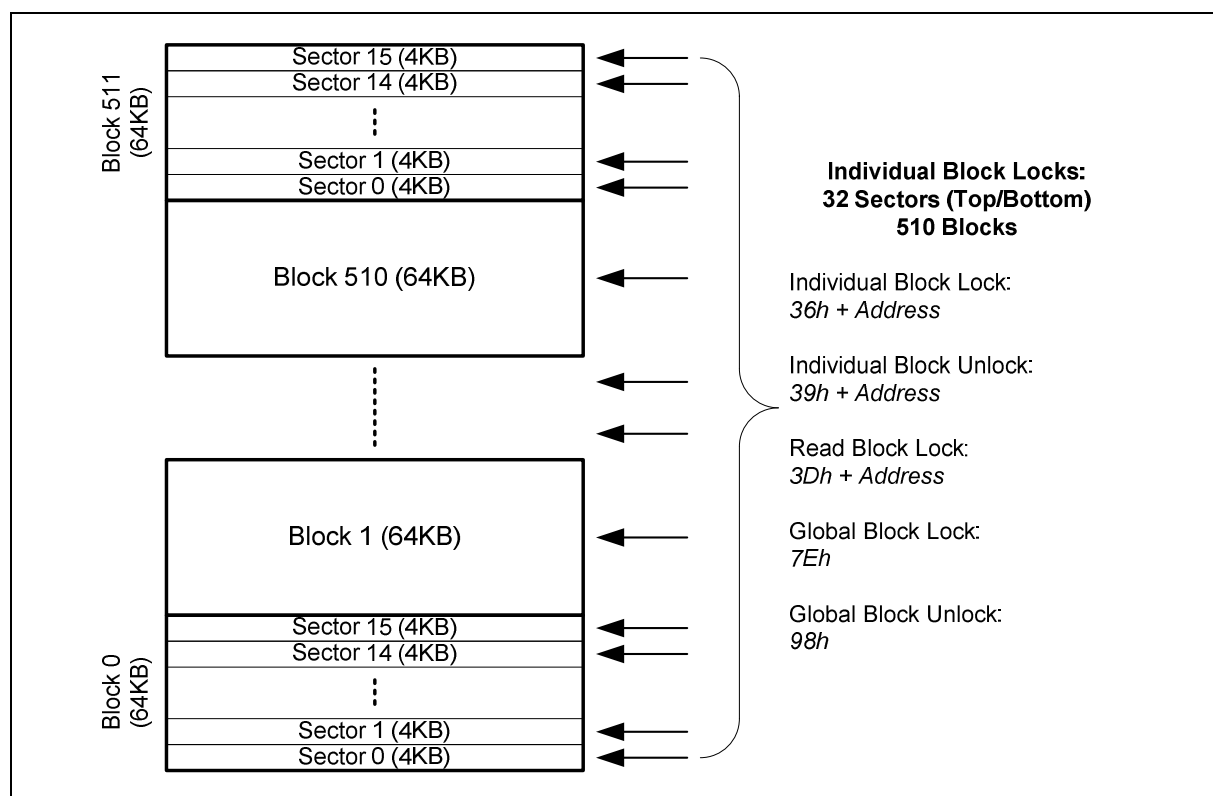 Block 511
(64KB)
Sector 15 (4KB)
Sector 14 (4KB)
Sector 1 (4KB)
Sector 0 (4KB)
Block 510 (64KB)
Block 1 (64KB)
Block 0
(64KB)
Sector 15 (4KB)
Sector 14 (4KB)
Sector 1 (4KB)
Sector 0 (4KB)
Individual Block Locks:
32 Sectors (Top/Bottom)
510 Blocks
Individual Block Lock:
36h + Address
Individual Block Unlock:
39h + Address
Read Block Lock:
3Dh + Address
Global Block Lock:
7Eh
Global Block Unlock:
98h